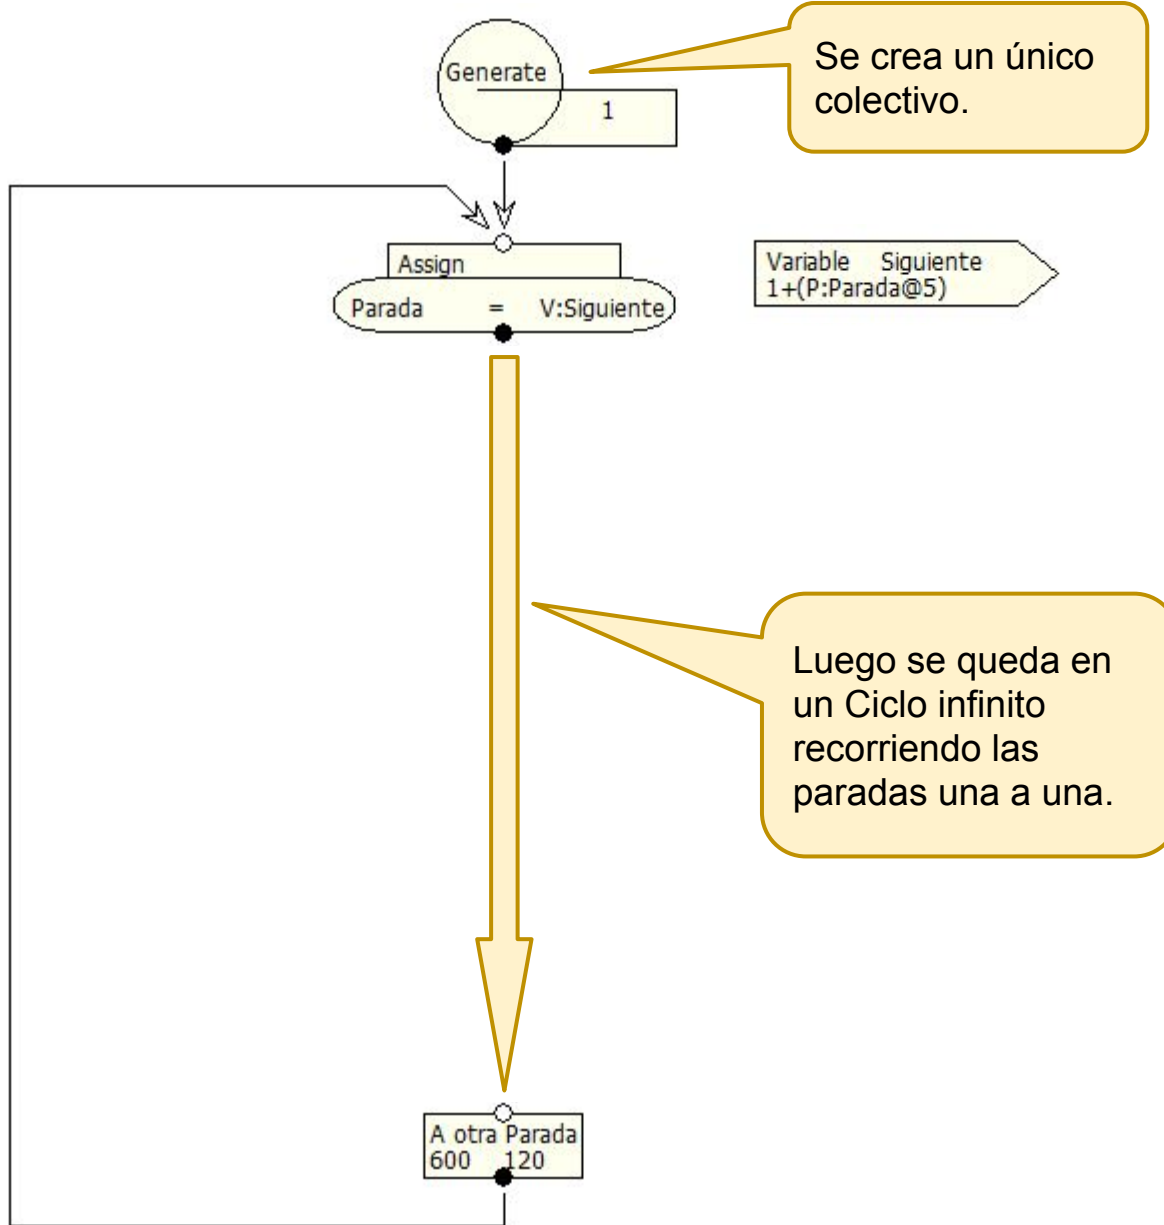 Generate
1
Se crea un único
colectivo.
Assign
Parada = V:Siguiente
Variable Siguiente
1+(P:Parada@5)
Luego se queda en
un Ciclo infinito
recorriendo las
paradas una a una.
A otra Parada
600 120